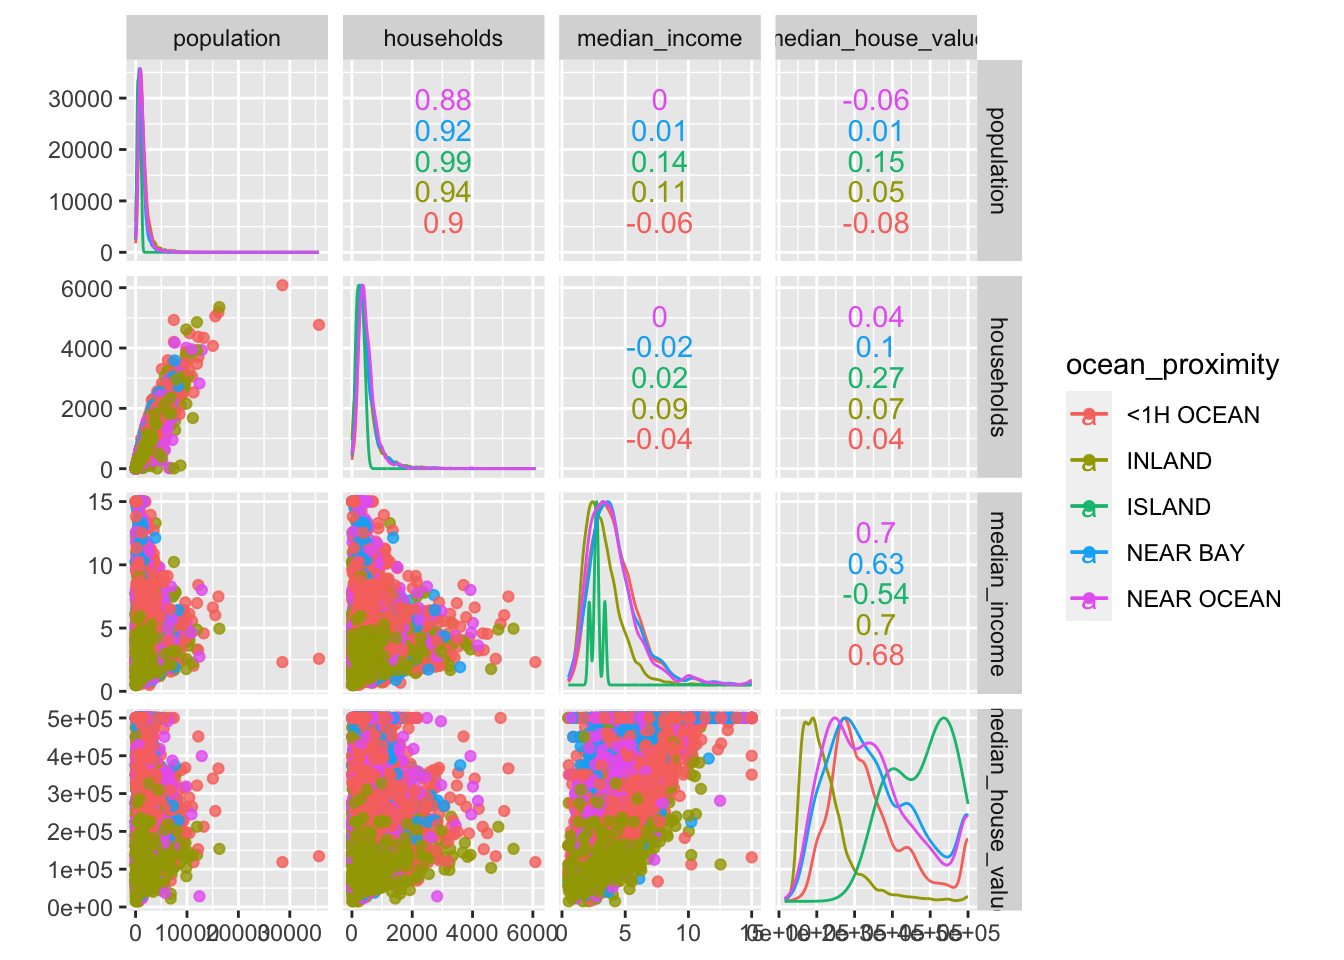 population households median_income median_house_value
30000
20000
10000
0
0.88
0.92
0.99
0.94
0.9
0
0.01
0.14
0.11
-0.06
-0.06
0.01
0.15
0.05
-0.08
population
6000
4000
2000
0
0
-0.02
0.02
0.09
-0.04
0.04
0.1
0.27
0.07
0.04
households
15
10
5
0
0.7
0.63
-0.54
0.7
0.68
median_income
5e+05
4e+05
3e+05
2e+05
1e+05
0e+00
median_house_value
0 10000 20000 30000
0 2000 4000 6000
0 5 10 15
0e+00 1e+05 2e+05 3e+05 4e+05 5e+05
ocean_proximity
a <1H OCEAN
a INLAND
a ISLAND
a NEAR BAY
a NEAR OCEAN